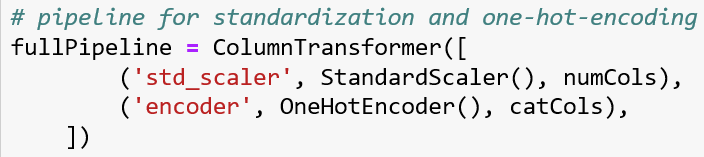 # pipeline for standardization and one-hot-encoding
fullPipeline = ColumnTransformer([
        ('std_scaler', StandardScaler(), numCols),
        ('encoder', OneHotEncoder(), catCols),
    ])